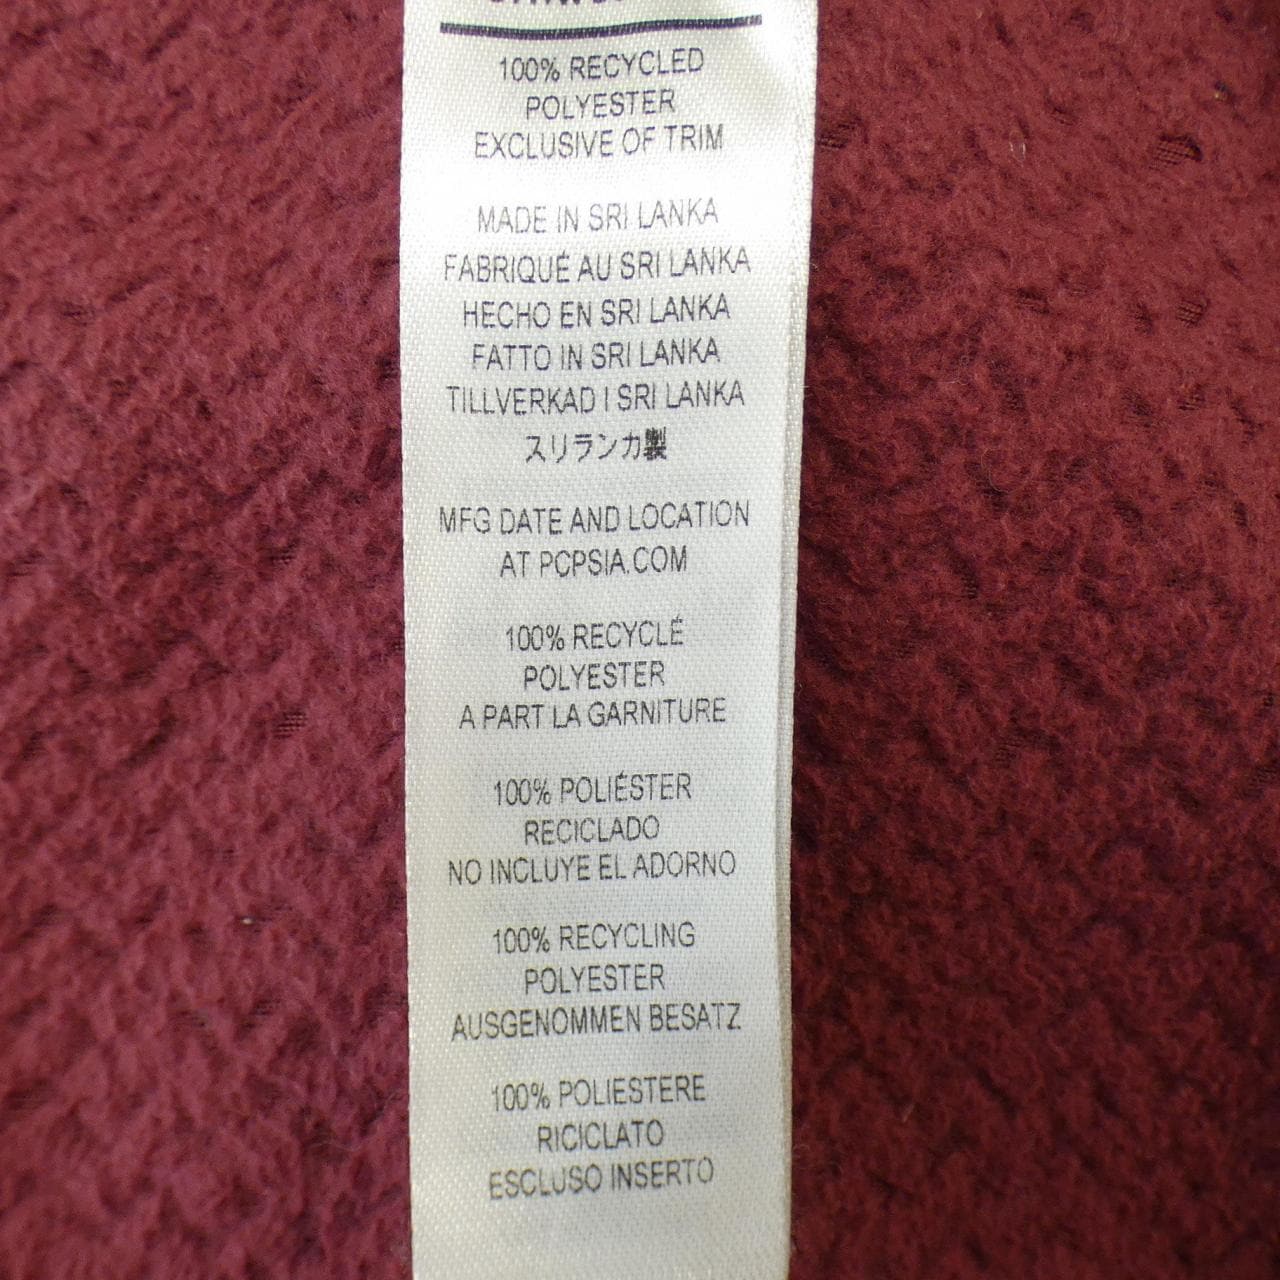 100% RECYCLED
POLYESTER
EXCLUSIVE OF TRIM
MADE IN SRI LANKA
FABRIQUÉ AU SRI LANKA
HECHO EN SRI LANKA
FATTO IN SRI LANKA
TILLVERKAD I SRI LANKA
スリランカ製
MFG DATE AND LOCATION
AT PCPSIA.COM
100% RECYCLÉ
POLYESTER
A PART LA GARNITURE
100% POLIÉSTER
RECICLADO
NO INCLUYE EL ADORNO
100% RECYCLING
POLYESTER
AUSGENOMMEN BESATZ
100% POLIESTERE
RICICLATO
ESCLUSO INSERTO